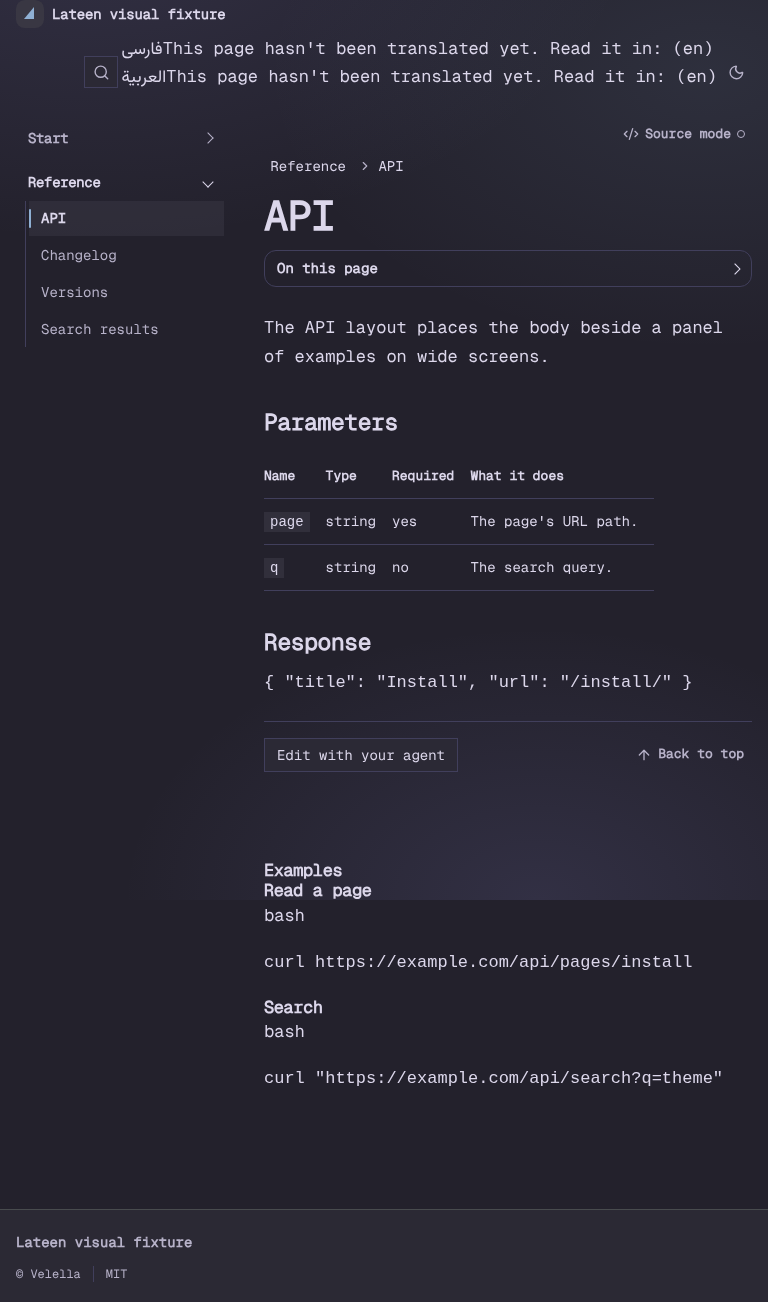 Lateen visual fixture
فارسیThis page hasn't been translated yet. Read it in: (en)
العربيةThis page hasn't been translated yet. Read it in: (en)
Source mode
Start
Reference
API
Changelog
Versions
Search results
Reference > API
API
On this page
The API layout places the body beside a panel
of examples on wide screens.
Parameters
Name Type Required What it does
page string yes The page's URL path.
q string no The search query.
Response
{ "title": "Install", "url": "/install/" }
Edit with your agent
Back to top
Examples
Read a page
bash
curl https://example.com/api/pages/install
Search
bash
curl "https://example.com/api/search?q=theme"
Lateen visual fixture
© Velella | MIT